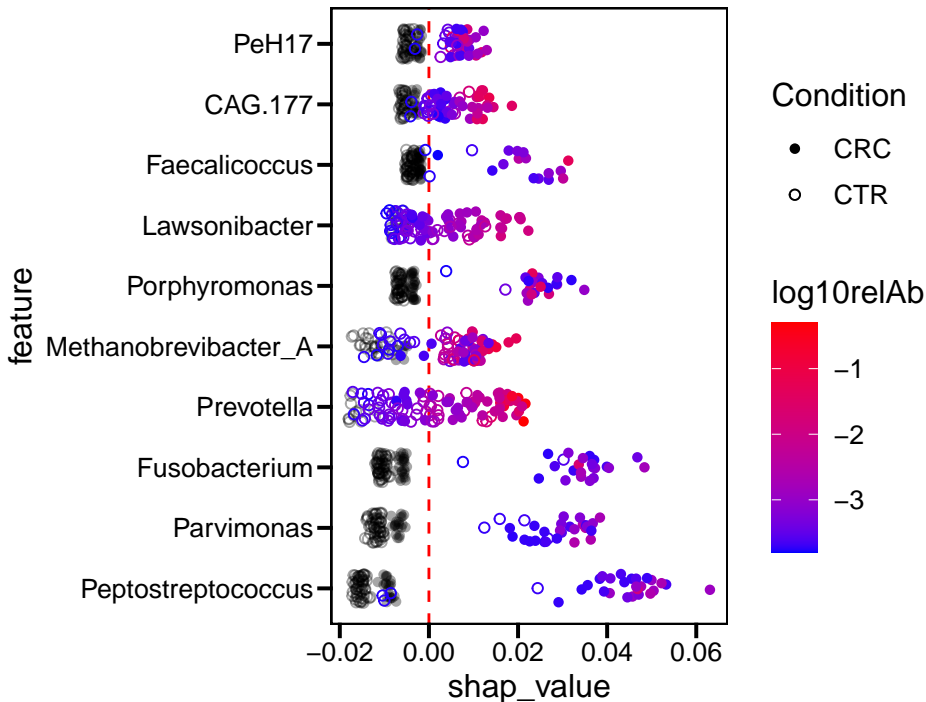 PeH17
CAG.177
Faecalicoccus
Lawsonibacter
Porphyromonas
Methanobrevibacter_A
Prevotella
Fusobacterium
Parvimonas
Peptostreptococcus
feature
−0.02 0.00 0.02 0.04 0.06
shap_value
Condition
CRC
CTR
log10relAb
−1
−2
−3